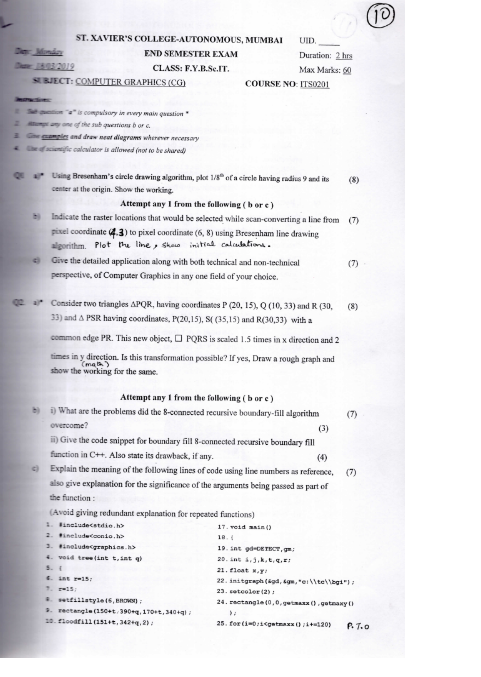 10
ST. XAVIER'S COLLEGE-AUTONOMOUS, MUMBAI UID. _____
Day: Monday END SEMESTER EXAM Duration: 2 hrs
Date: 18/03/2019 CLASS: F.Y.B.Sc.IT. Max Marks: 60
SUBJECT: COMPUTER GRAPHICS (CG) COURSE NO: ITS0201
Instructions:
1. Sub question "a" is compulsory in every main question *
2. Attempt any one of the sub questions b or c.
3. Give examples and draw neat diagrams wherever necessary
4. Use of scientific calculator is allowed (not to be shared)
Q1 a)* Using Bresenham's circle drawing algorithm, plot 1/8th of a circle having radius 9 and its (8)
center at the origin. Show the working.
Attempt any 1 from the following ( b or c )
b) Indicate the raster locations that would be selected while scan-converting a line from (7)
pixel coordinate (4,3) to pixel coordinate (6, 8) using Bresenham line drawing
algorithm. Plot the line, show initial calculations.
c) Give the detailed application along with both technical and non-technical (7)
perspective, of Computer Graphics in any one field of your choice.
Q2. a)* Consider two triangles ΔPQR, having coordinates P (20, 15), Q (10, 33) and R (30, (8)
33) and Δ PSR having coordinates, P(20,15), S( (35,15) and R(30,33) with a
common edge PR. This new object, ☐ PQRS is scaled 1.5 times in x direction and 2
times in y direction. Is this transformation possible? If yes, Draw a rough graph and
(math)
show the working for the same.
Attempt any 1 from the following ( b or c )
b) i) What are the problems did the 8-connected recursive boundary-fill algorithm (7)
overcome? (3)
ii) Give the code snippet for boundary fill 8-connected recursive boundary fill
function in C++. Also state its drawback, if any. (4)
c) Explain the meaning of the following lines of code using line numbers as reference, (7)
also give explanation for the significance of the arguments being passed as part of
the function :
(Avoid giving redundant explanation for repeated functions)
1. #include<stdio.h>
2. #include<conio.h>
3. #include<graphics.h>
4. void tree(int t,int q)
5. {
6. int r=15;
7. r=15;
8. setfillstyle(6,BROWN);
9. rectangle(150+t,390+q,170+t,340+q);
10. floodfill(151+t,342+q,2);
17. void main()
18. {
19. int gd=DETECT,gm;
20. int i,j,k,t,q,r;
21. float x,y;
22. initgraph(&gd,&gm,"c:\\tc\\bgi");
23. setcolor(2);
24. rectangle(0,0,getmaxx(),getmaxy()
);
25. for(i=0;i<getmaxx();i+=120)
P.T.O